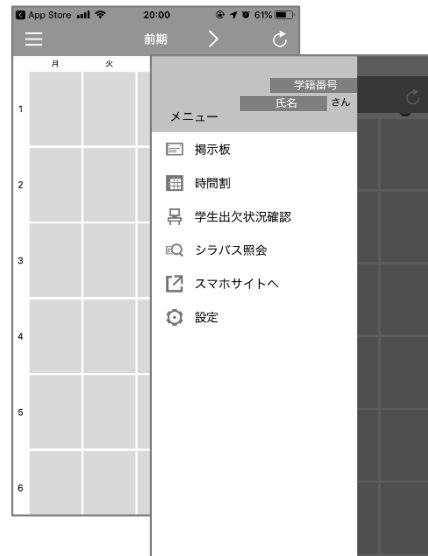 App Store 20:00 61%
前期
月 火
1
2
3
4
5
6
学籍番号
氏名 さん
メニュー
掲示板
時間割
学生出欠状況確認
シラバス照会
スマホサイトへ
設定